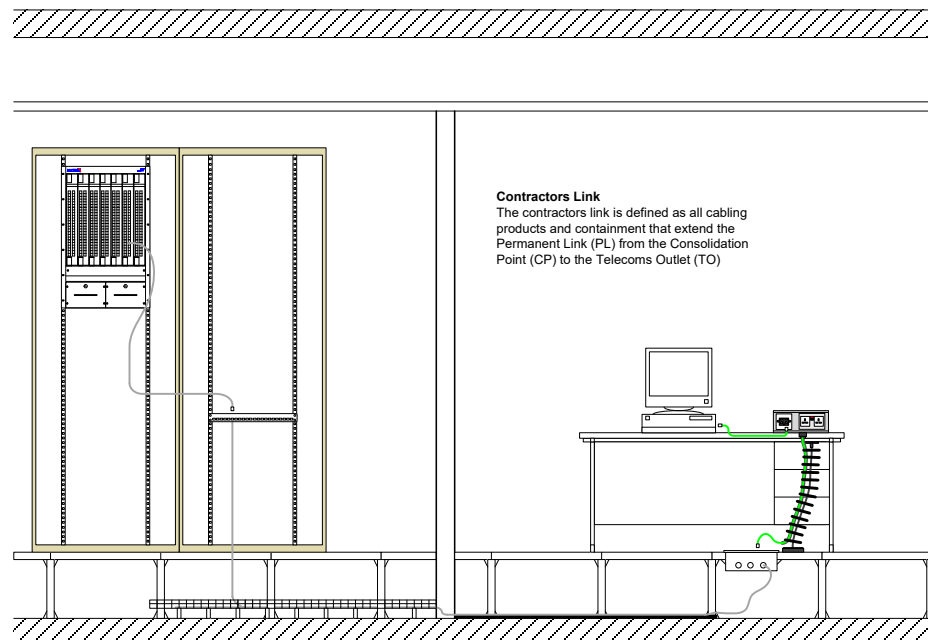 Contractors Link
The contractors link is defined as all cabling
products and containment that extend the
Permanent Link (PL) from the Consolidation
Point (CP) to the Telecoms Outlet (TO)